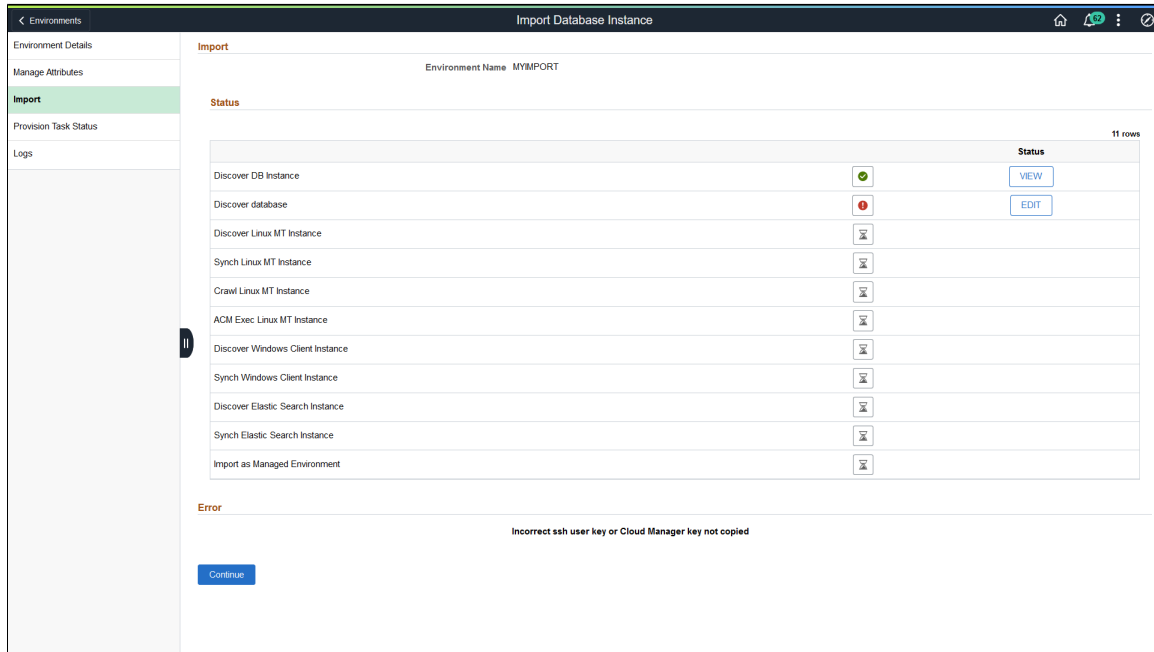 Environments
Import Database Instance
62
Environment Details
Manage Attributes
Import
Provision Task Status
Logs
Import
Environment Name MYIMPORT
Status
11 rows
Status
Discover DB Instance VIEW
Discover database EDIT
Discover Linux MT Instance
Synch Linux MT Instance
Crawl Linux MT Instance
ACM Exec Linux MT Instance
Discover Windows Client Instance
Synch Windows Client Instance
Discover Elastic Search Instance
Synch Elastic Search Instance
Import as Managed Environment
Error
Incorrect ssh user key or Cloud Manager key not copied
Continue